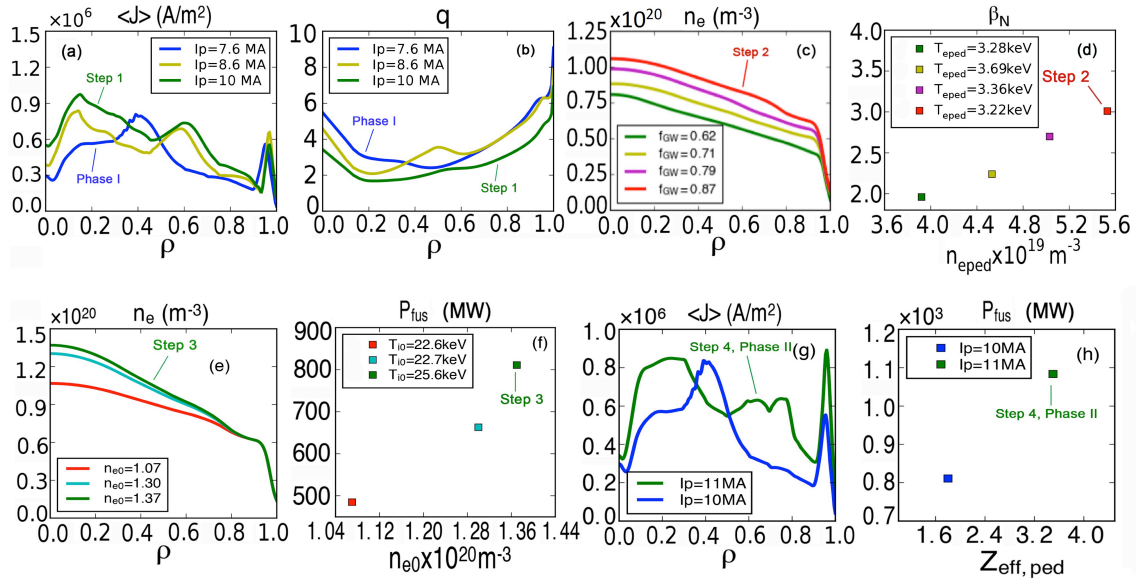 ×10⁶ <J> (A/m²)
(a)
Ip=7.6 MA
Ip=8.6 MA
Ip=10 MA
Step 1
Phase I
1.5
1.2
0.9
0.6
0.3
0.0
0.0 0.2 0.4 0.6 0.8 1.0
ρ
q
(b)
Ip=7.6 MA
Ip=8.6 MA
Ip=10 MA
Phase I
Step 1
10
8
6
4
2
0
0.0 0.2 0.4 0.6 0.8 1.0
ρ
×10²⁰ nₑ (m⁻³)
(c)
Step 2
f_GW=0.62
f_GW=0.71
f_GW=0.79
f_GW=0.87
1.25
1.00
0.75
0.50
0.25
0.00
0.0 0.2 0.4 0.6 0.8 1.0
ρ
β_N
(d)
T_eped=3.28keV
T_eped=3.69keV
T_eped=3.36keV
T_eped=3.22keV
Step 2
4.0
3.5
3.0
2.5
2.0
3.6 4.0 4.4 4.8 5.2 5.6
n_eped x10¹⁹ m⁻³
×10²⁰ nₑ (m⁻³)
Step 3
(e)
n_e0=1.07
n_e0=1.30
n_e0=1.37
1.5
1.2
0.9
0.6
0.3
0.0
0.0 0.2 0.4 0.6 0.8 1.0
ρ
P_fus (MW)
(f)
T_i0=22.6keV
T_i0=22.7keV
T_i0=25.6keV
Step 3
900
800
700
600
500
1.04 1.12 1.20 1.28 1.36 1.44
n_e0 x10²⁰ m⁻³
×10⁶ <J> (A/m²)
Step 4, Phase II
(g)
Ip=11MA
Ip=10MA
1.0
0.8
0.6
0.4
0.2
0.0
0.0 0.2 0.4 0.6 0.8 1.0
ρ
×10³ P_fus (MW)
(h)
Ip=10MA
Ip=11MA
Step 4, Phase II
1.2
1.1
1.0
0.9
0.8
0.7
1.6 2.4 3.2 4.0
Z_eff, ped